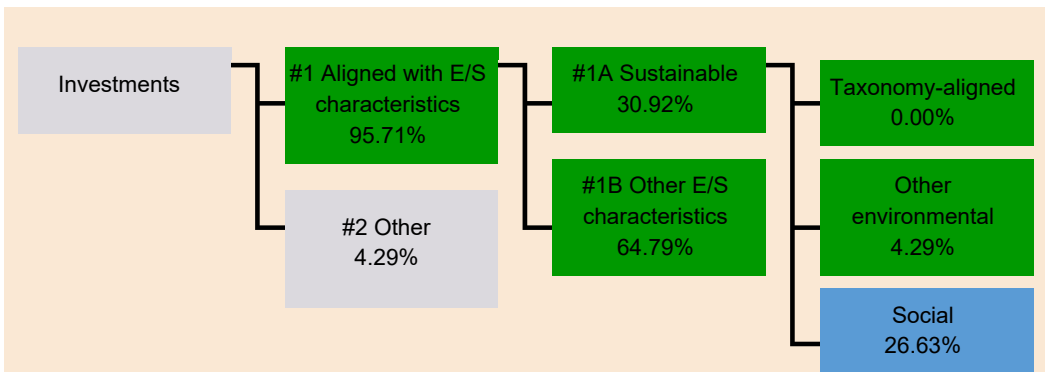 Investments
#1 Aligned with E/S
characteristics
95.71%
#2 Other
4.29%
#1A Sustainable
30.92%
#1B Other E/S
characteristics
64.79%
Taxonomy-aligned
0.00%
Other
environmental
4.29%
Social
26.63%